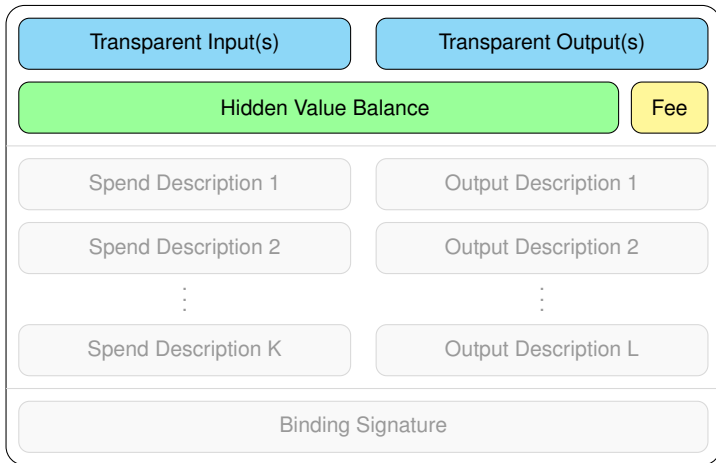 Transparent Input(s) Transparent Output(s)
Hidden Value Balance Fee
Spend Description 1 Output Description 1
Spend Description 2 Output Description 2
⋮ ⋮
Spend Description K Output Description L
Binding Signature